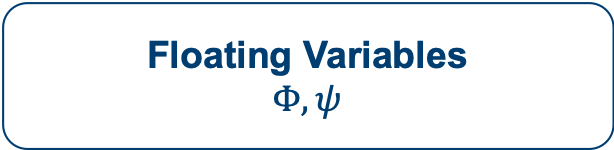 Floating Variables
Φ, ψ